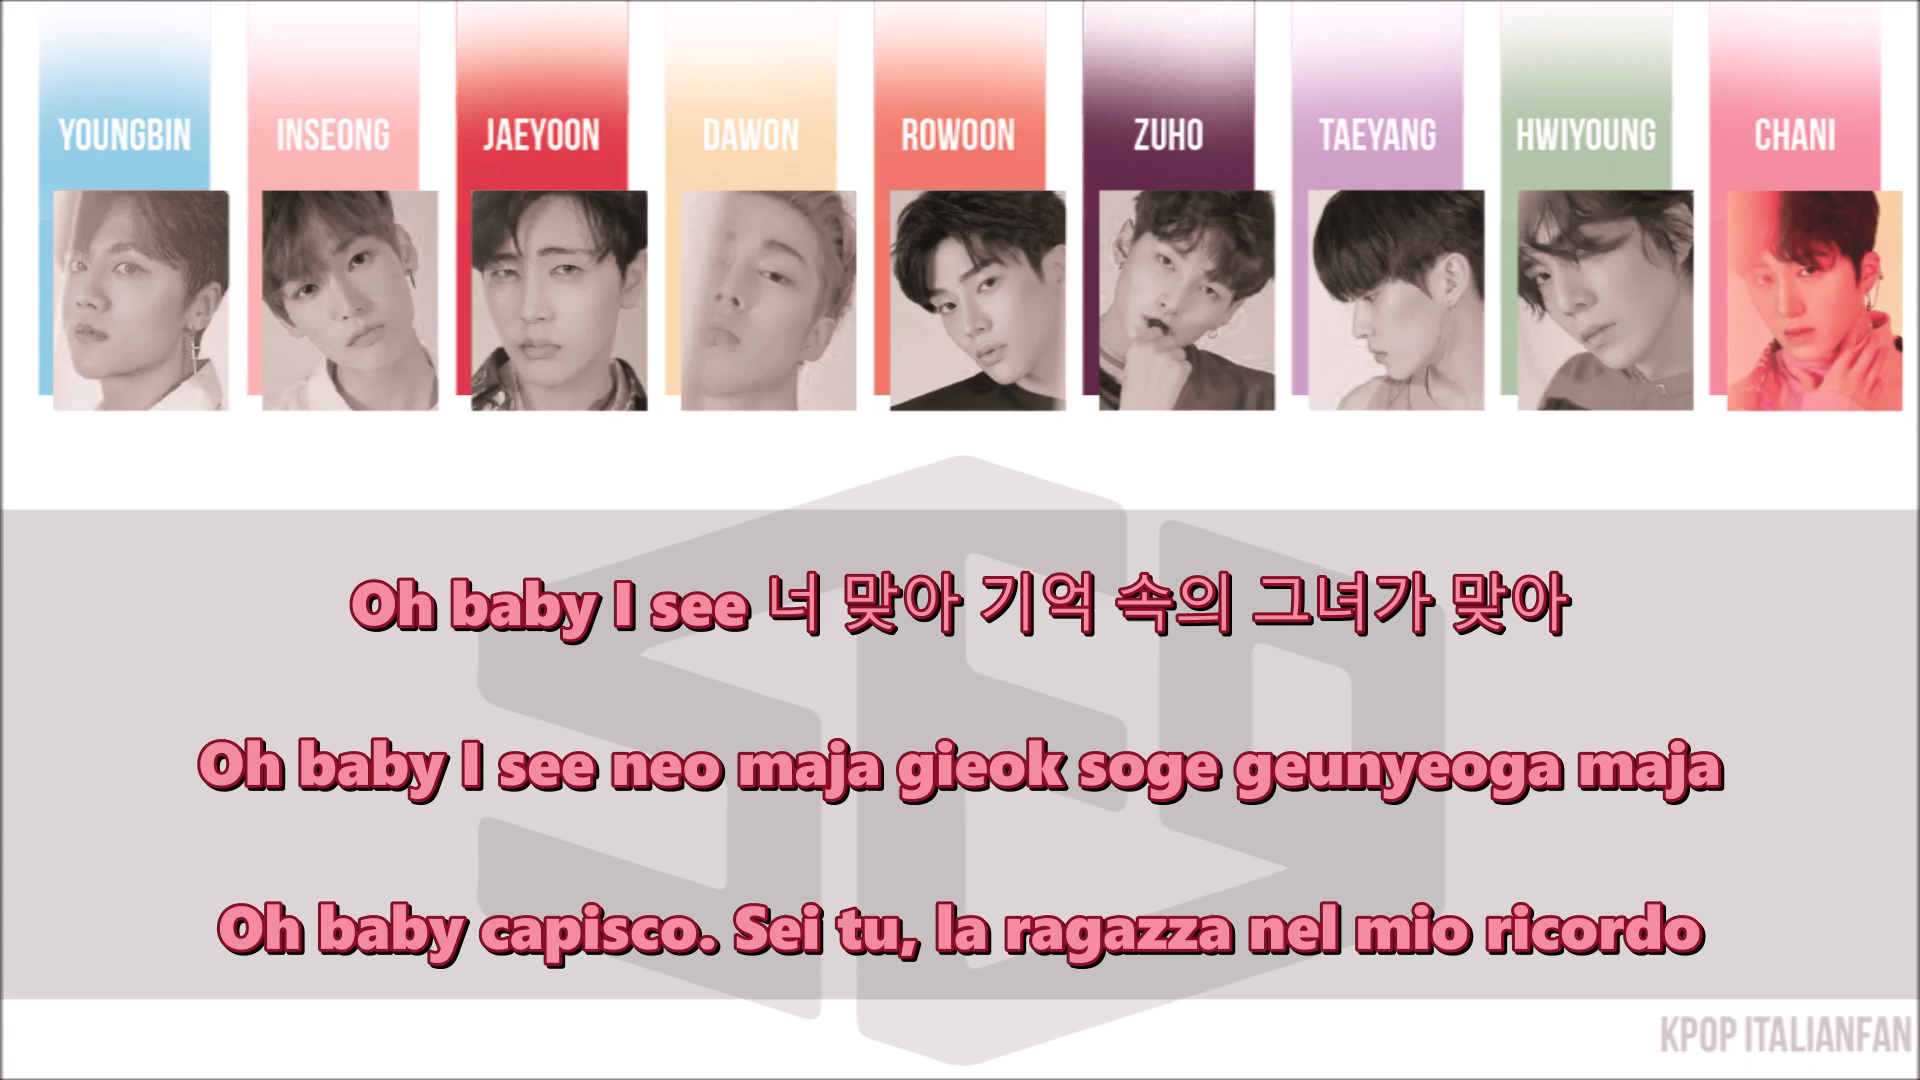 YOUNGBIN INSEONG JAEYOON DAWON ROWOON ZUHO TAEYANG HWIYOUNG CHANI
SF9
Oh baby I see 너 맞아 기억 속의 그녀가 맞아
Oh baby I see neo maja gieok soge geunyeoga maja
Oh baby capisco. Sei tu, la ragazza nel mio ricordo
KPOP ITALIANFAN